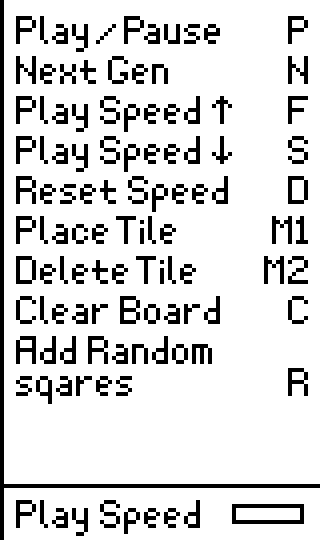 Play/Pause P
Next Gen N
Play Speed ↑ F
Play Speed ↓ S
Reset Speed D
Place Tile M1
Delete Tile M2
Clear Board C
Add Random
sqares R
Play Speed